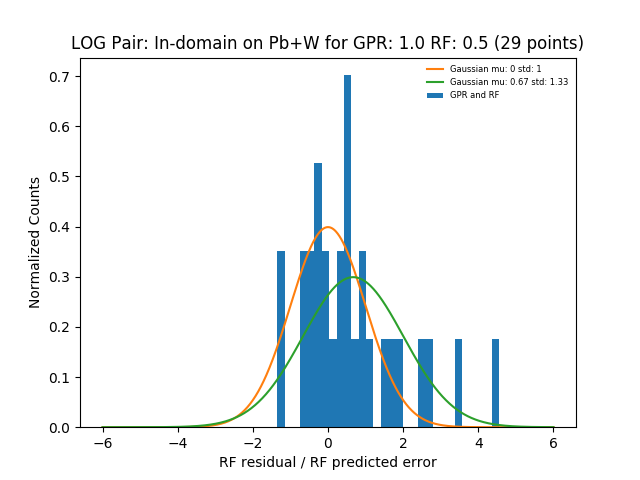 LOG Pair: In-domain on Pb+W for GPR: 1.0 RF: 0.5 (29 points)
Gaussian mu: 0 std: 1
Gaussian mu: 0.67 std: 1.33
GPR and RF
Normalized Counts
0.7
0.6
0.5
0.4
0.3
0.2
0.1
0.0
−6 −4 −2 0 2 4 6
RF residual / RF predicted error